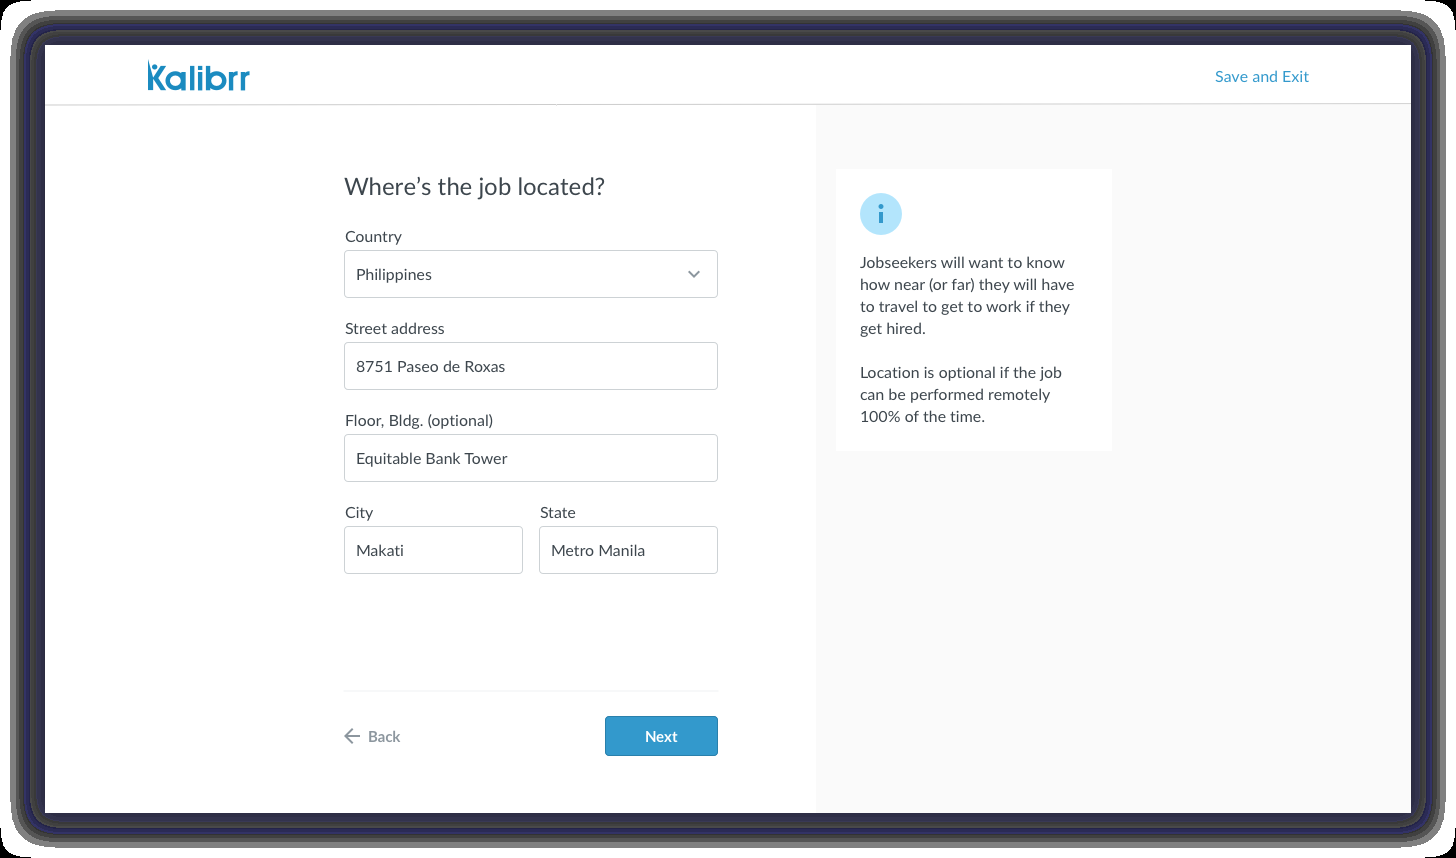 Kalibrr
Save and Exit
Where’s the job located?
Country
Philippines
Street address
8751 Paseo de Roxas
Floor, Bldg. (optional)
Equitable Bank Tower
City
State
Makati
Metro Manila
Back
Next
Jobseekers will want to know
how near (or far) they will have
to travel to get to work if they
get hired.
Location is optional if the job
can be performed remotely
100% of the time.